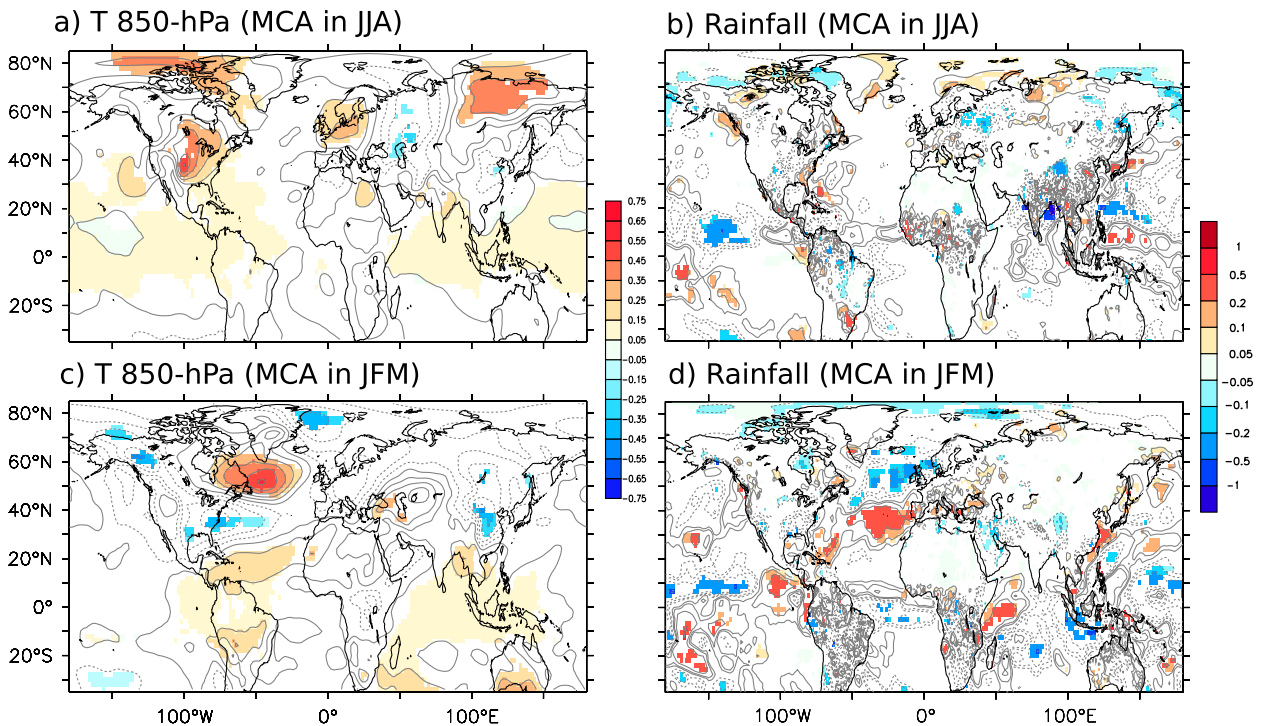 a) T 850-hPa (MCA in JJA)
b) Rainfall (MCA in JJA)
80°N
60°N
40°N
20°N
0°
20°S
0.75
0.65
0.55
0.45
0.35
0.25
0.15
0.05
-0.05
-0.15
-0.25
-0.35
-0.45
-0.55
-0.65
-0.75
1
0.5
0.2
0.1
0.05
-0.05
-0.1
-0.2
-0.5
-1
c) T 850-hPa (MCA in JFM)
d) Rainfall (MCA in JFM)
80°N
60°N
40°N
20°N
0°
20°S
100°W
0°
100°E
100°W
0°
100°E